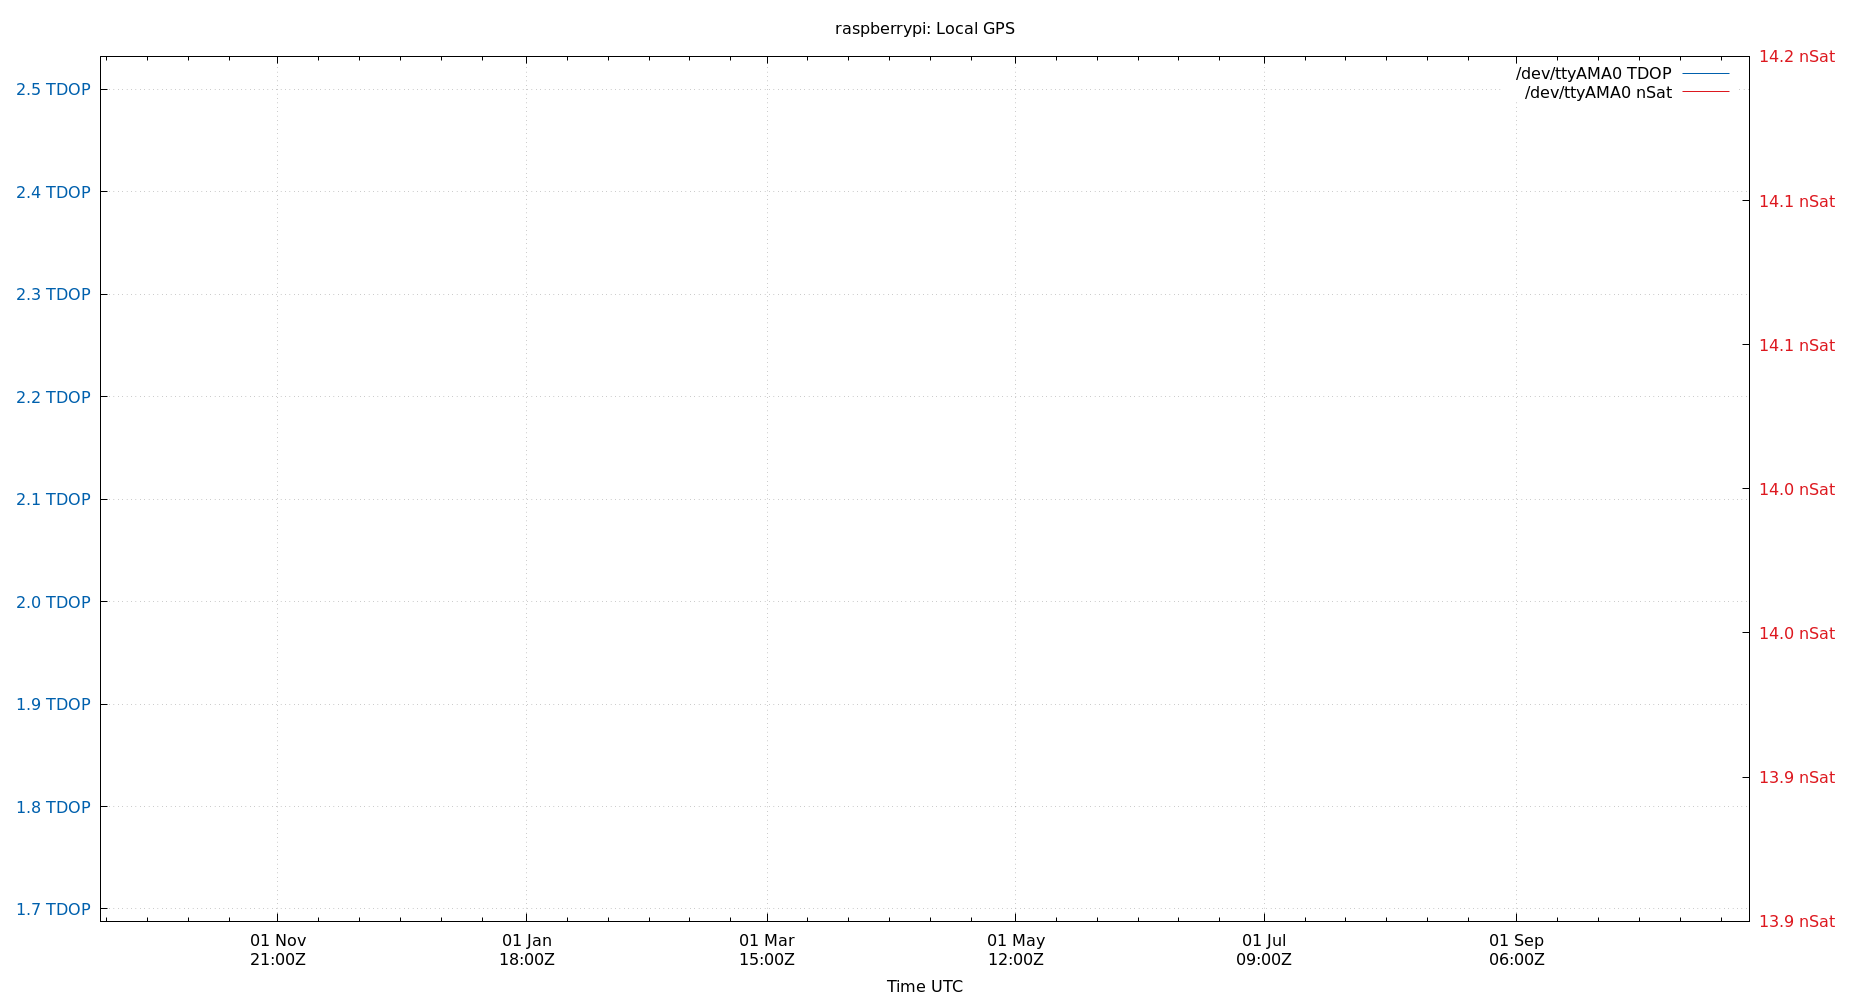 raspberrypi: Local GPS
14.2 nSat
/dev/ttyAMA0 TDOP
2.5 TDOP
/dev/ttyAMA0 nSat
2.4 TDOP
14.1 nSat
2.3 TDOP
14.1 nSat
2.2 TDOP
14.0 nSat
2.1 TDOP
2.0 TDOP
14.0 nSat
1.9 TDOP
13.9 nSat
1.8 TDOP
1.7 TDOP
13.9 nSat
01 Nov 01 Jan 01 Mar 01 May 01 Jul 01 Sep
21:00Z 18:00Z 15:00Z 12:00Z 09:00Z 06:00Z
Time UTC